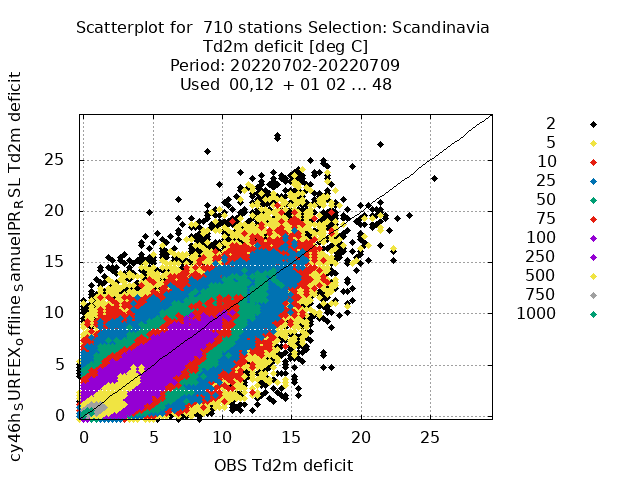 Scatterplot for 710 stations Selection: Scandinavia
Td2m deficit [deg C]
Period: 20220702-20220709
Used 00,12 + 01 02 ... 48
cy46h_SURFEX_offline_samuelPR_RSL Td2m deficit
25
20
15
10
5
0
0 5 10 15 20 25
OBS Td2m deficit
2
5
10
25
50
75
100
250
500
750
1000